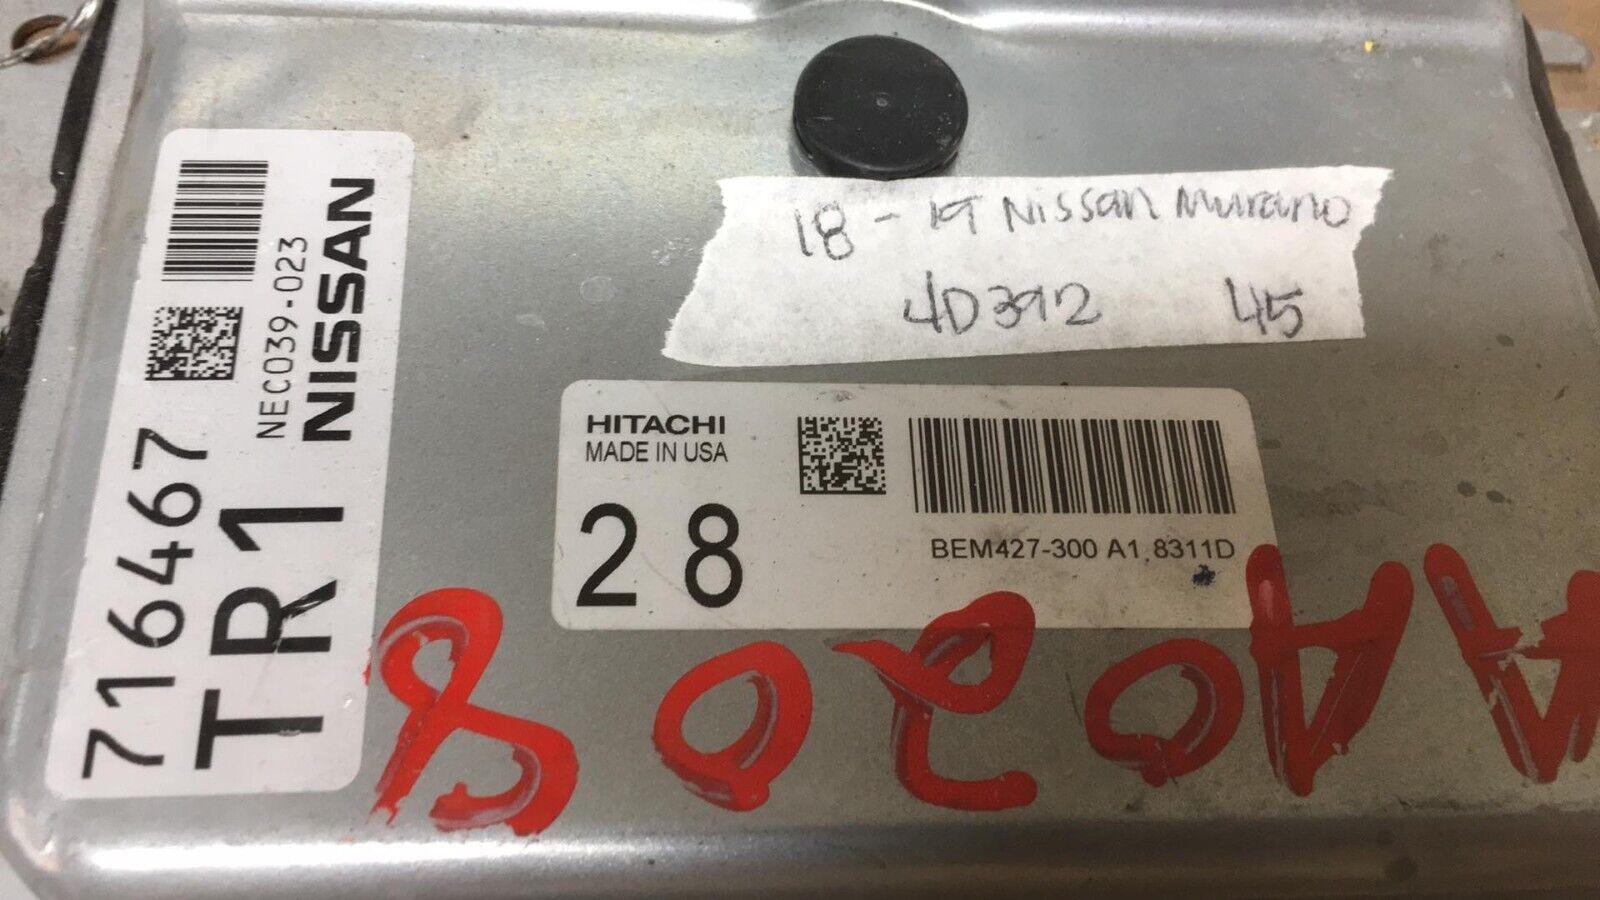 18-19 Nissan Murano
4D392 45
NEC039-023
NISSAN
716467
TR1
HITACHI
MADE IN USA
28
BEM427-300 A1 8311D